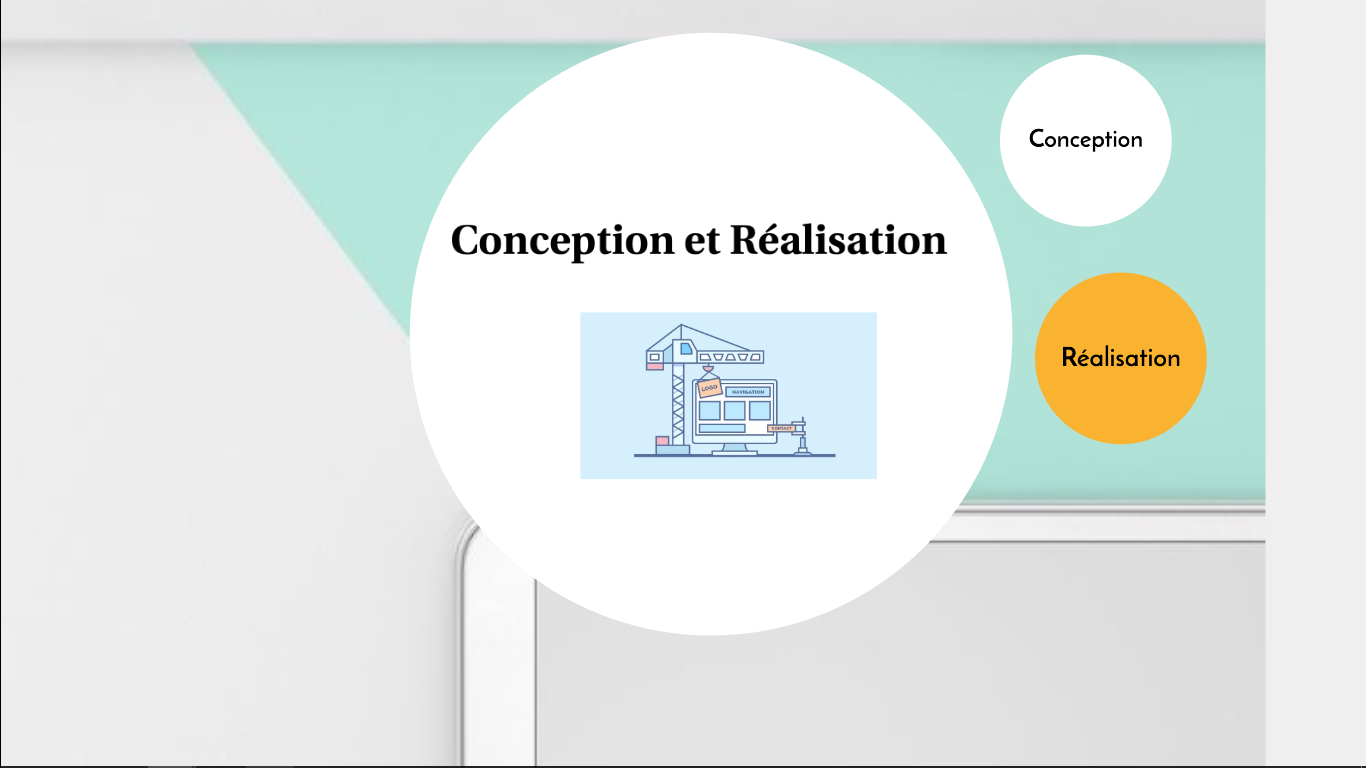 Conception et Réalisation
LOGO
NAVIGATION
CONTACT
Conception
Réalisation